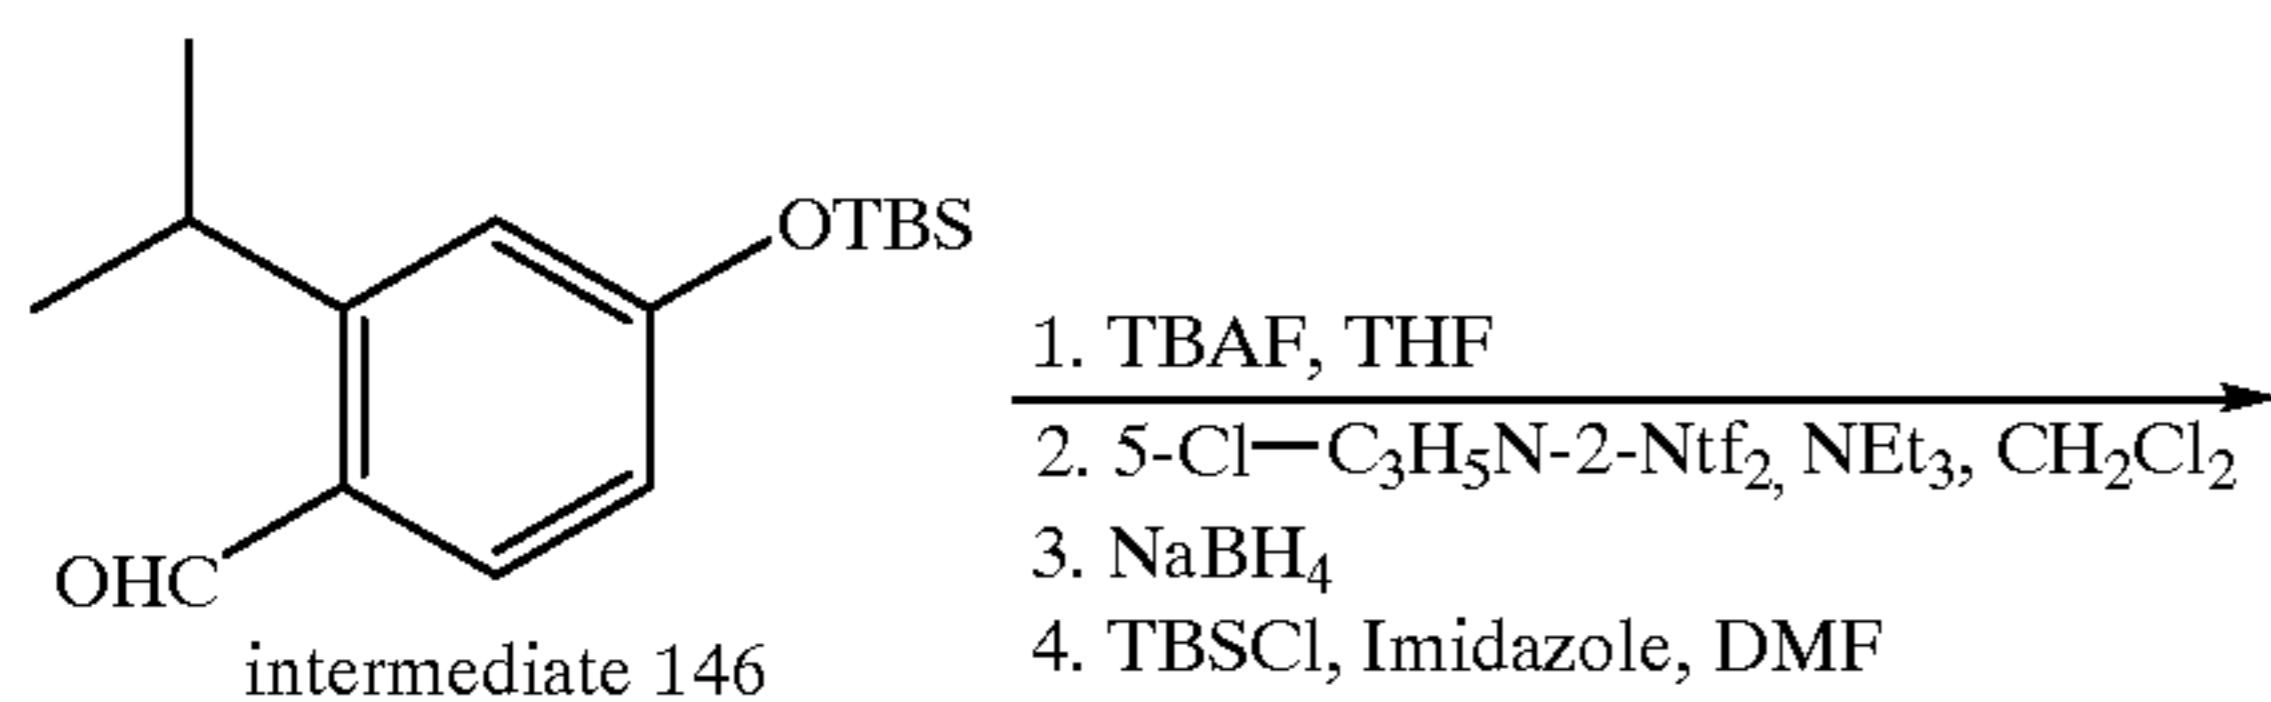 OTBS
1. TBAF, THF
2. 5-Cl—C₃H₅N-2-Ntf₂, NEt₃, CH₂Cl₂
3. NaBH₄
OHC
4. TBSCl, Imidazole, DMF
intermediate 146